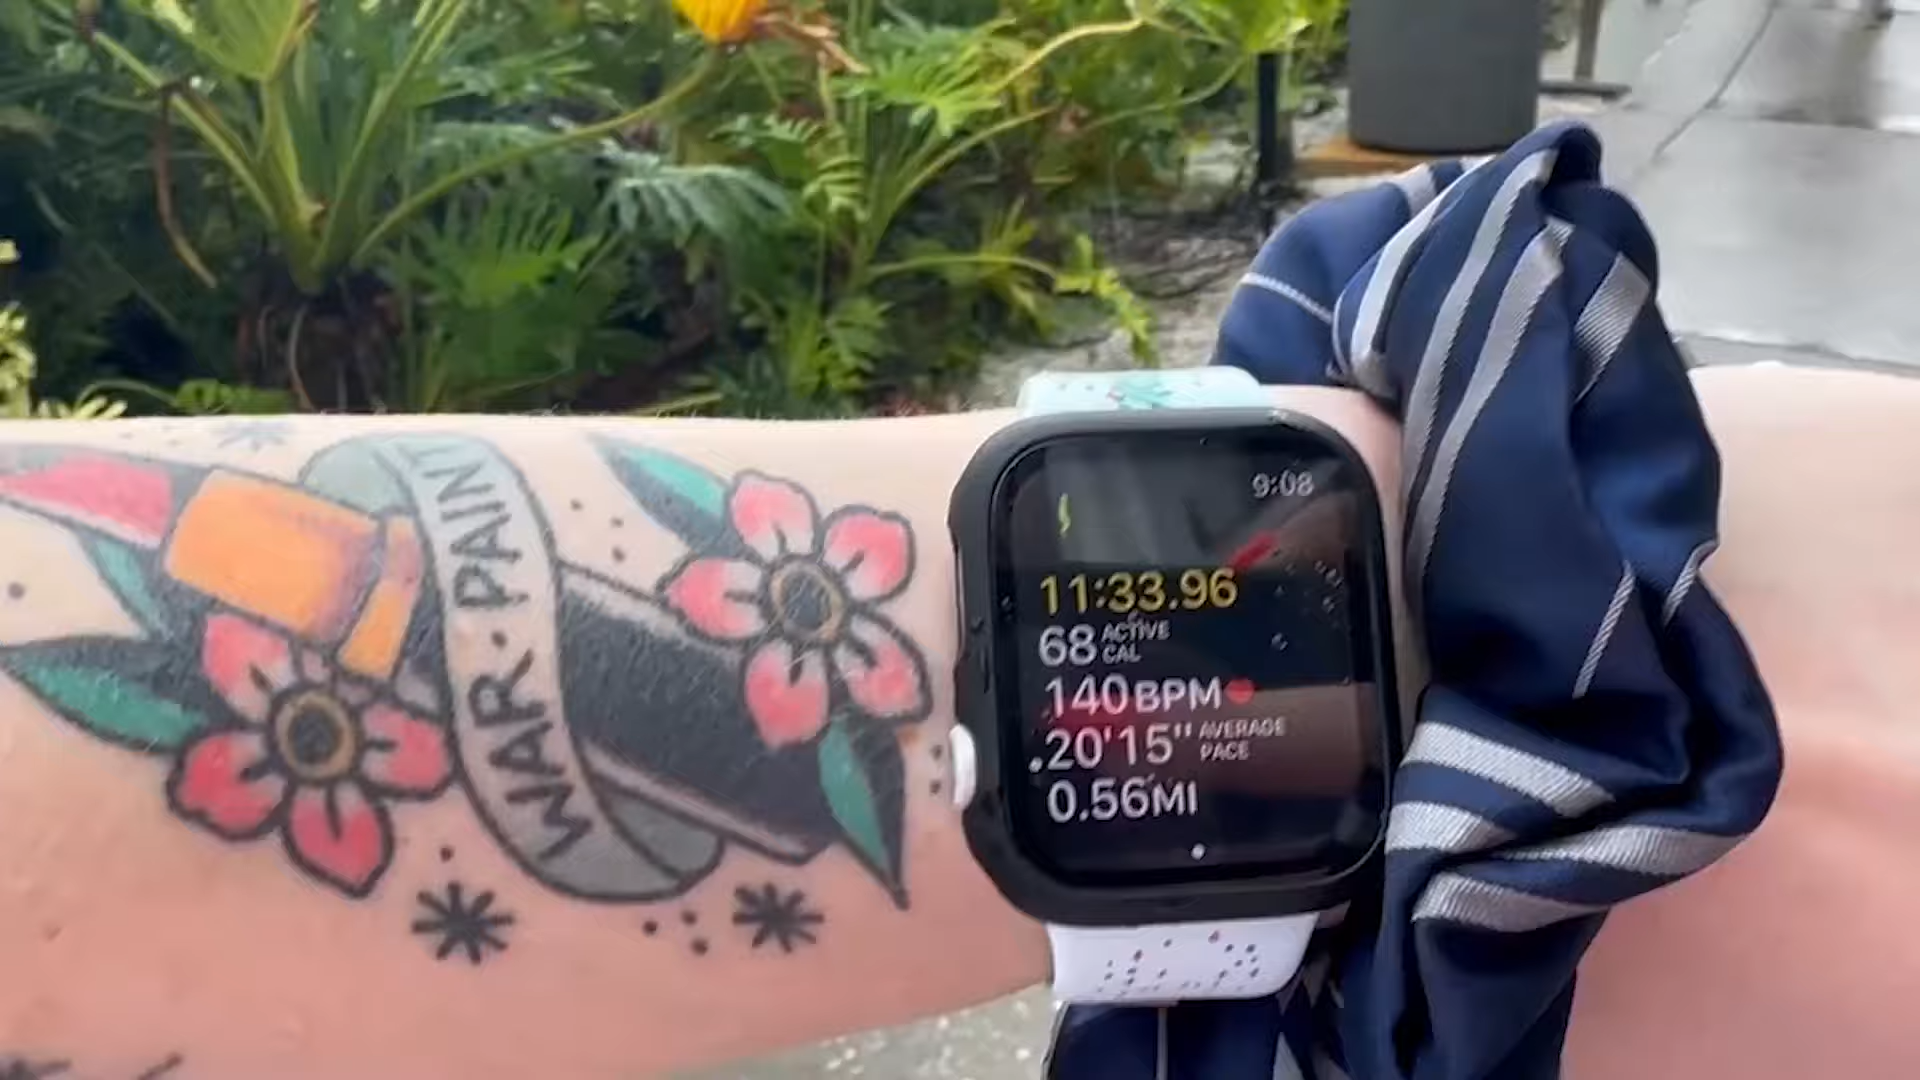 WAR·PAINT
9:08
11:33.96
68 ACTIVE CAL
140BPM
20'15" AVERAGE PACE
0.56MI